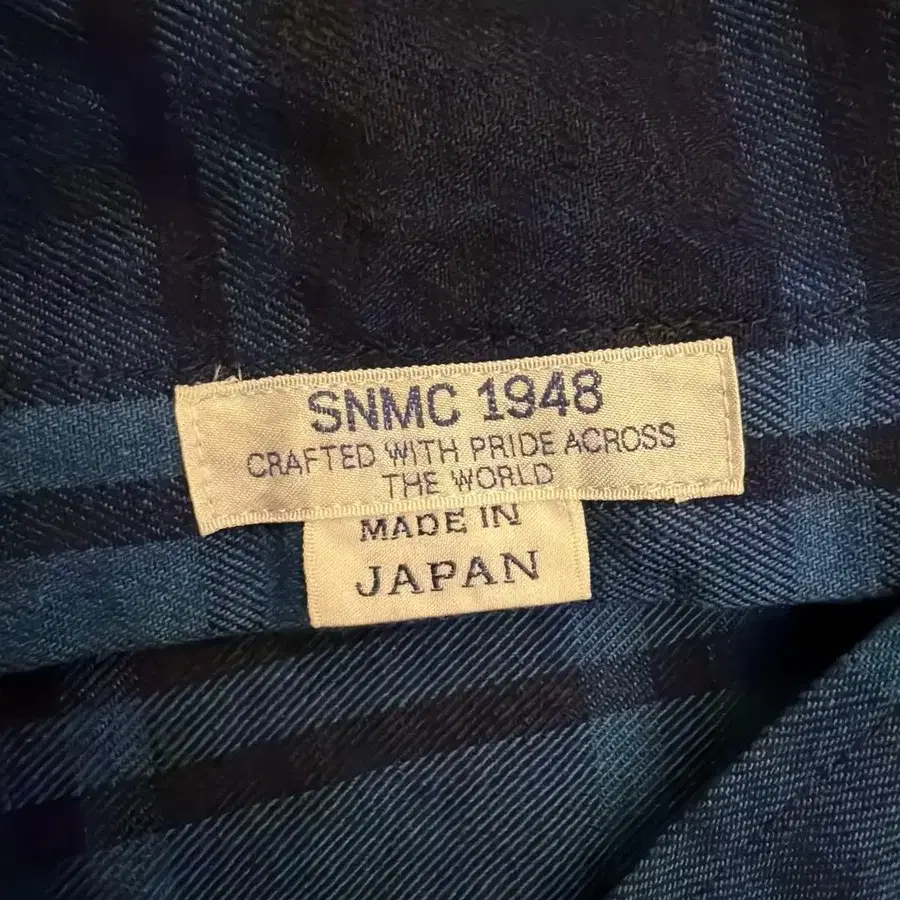 SNMC 1948
CRAFTED WITH PRIDE ACROSS
THE WORLD
MADE IN
JAPAN